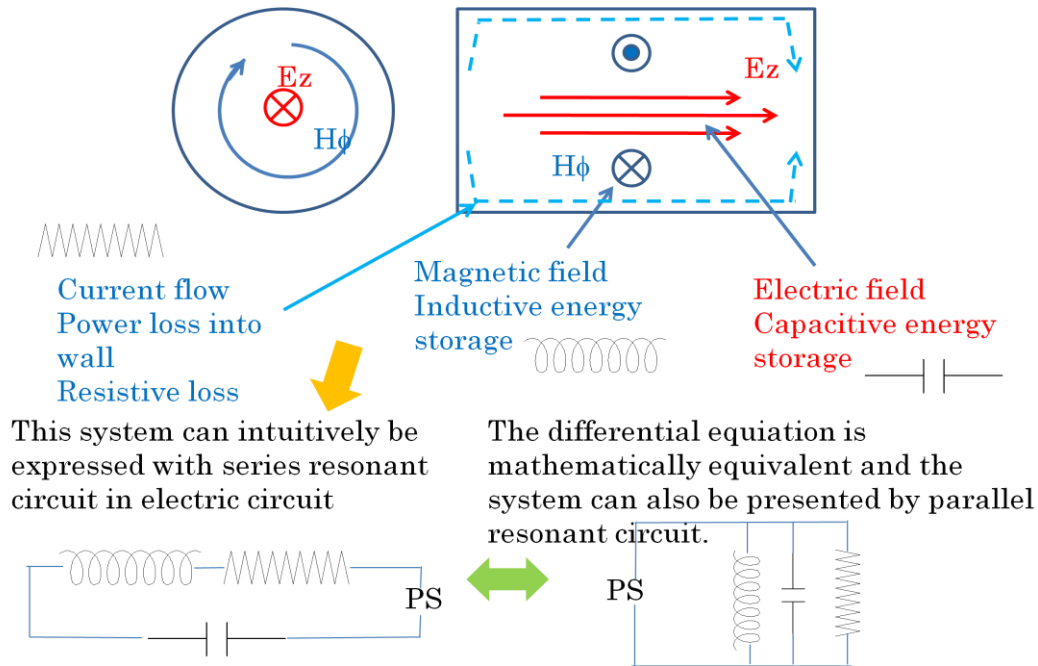 Ez
Hϕ
Ez
Hϕ
Current flow
Power loss into
wall
Resistive loss
Magnetic field
Inductive energy
storage
Electric field
Capacitive energy
storage
This system can intuitively be
expressed with series resonant
circuit in electric circuit
The differential equiation is
mathematically equivalent and the
system can also be presented by parallel
resonant circuit.
PS
PS